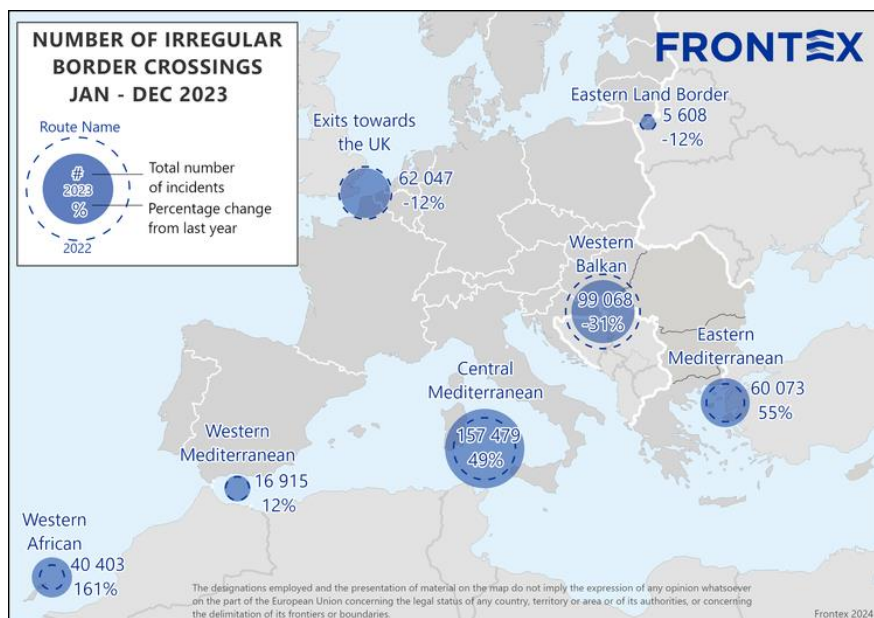 NUMBER OF IRREGULAR
BORDER CROSSINGS
JAN - DEC 2023
Route Name
#
2023
%
Total number
of incidents
Percentage change
from last year
2022
FRONTEX
Exits towards
the UK
62 047
-12%
Eastern Land Border
5 608
-12%
Western
Balkan
99 068
-31%
Eastern
Mediterranean
60 073
55%
Central
Mediterranean
157 479
49%
Western
Mediterranean
16 915
12%
Western
African
40 403
161%
The designations employed and the presentation of material on the map do not imply the expression of any opinion whatsoever
on the part of the European Union concerning the legal status of any country, territory or area or of its authorities, or concerning
the delimitation of its frontiers or boundaries.
Frontex 2024